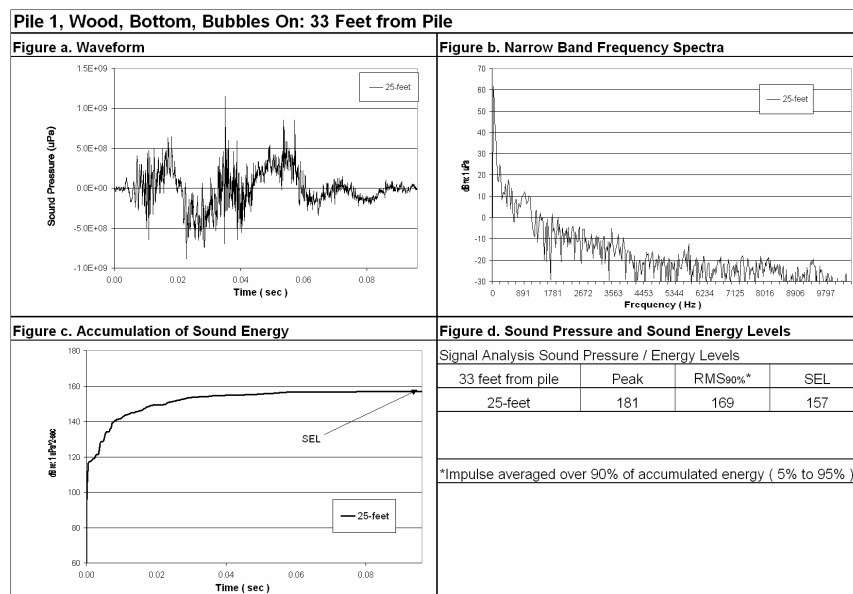 Pile 1, Wood, Bottom, Bubbles On: 33 Feet from Pile
Figure a. Waveform
1.5E+09
1.0E+09
5.0E+08
0.0E+00
-5.0E+08
-1.0E+09
Sound Pressure (uPa)
25-feet
0.00 0.02 0.04 0.06 0.08
Time ( sec )
Figure b. Narrow Band Frequency Spectra
70
60
50
40
30
20
10
0
-10
-20
-30
dB re: 1 uPa
25-feet
0 891 1781 2672 3563 4453 5344 6234 7125 8016 8906 9797
Frequency ( Hz )
Figure c. Accumulation of Sound Energy
180
160
140
120
100
80
60
dB re: 1 uPa^2-sec
SEL
25-feet
0.00 0.02 0.04 0.06 0.08
Time ( sec )
Figure d. Sound Pressure and Sound Energy Levels
Signal Analysis Sound Pressure / Energy Levels
33 feet from pile Peak RMS90%* SEL
25-feet 181 169 157
*Impulse averaged over 90% of accumulated energy ( 5% to 95% )